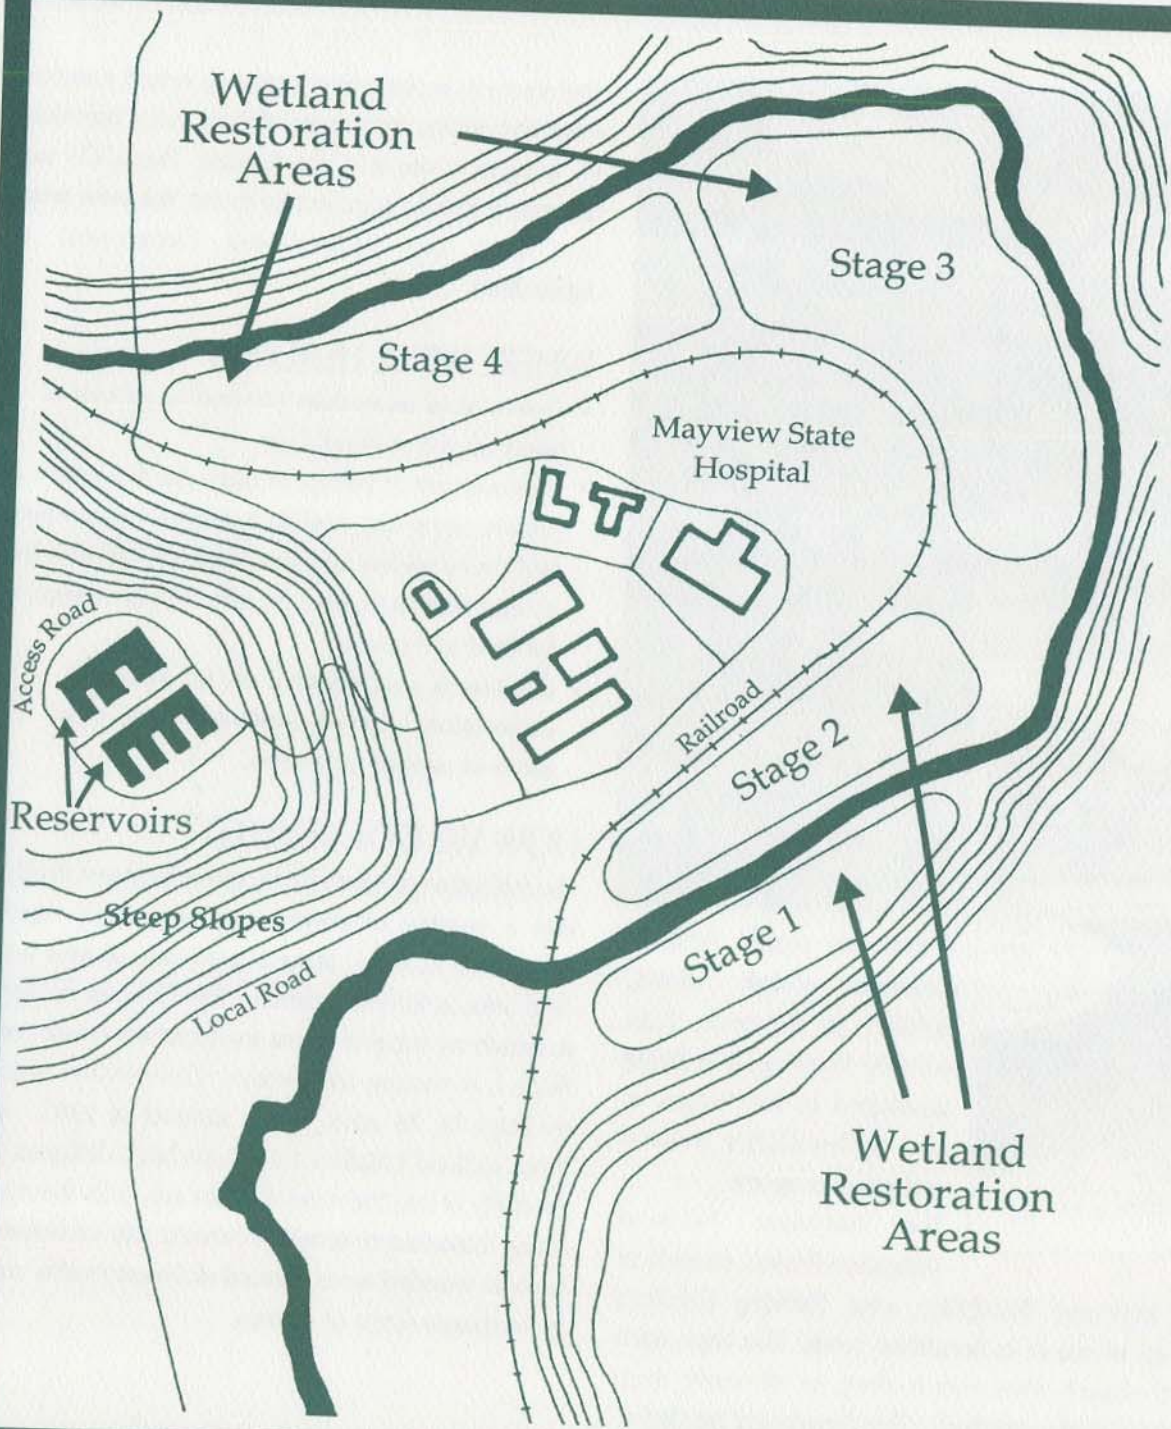 Wetland
Restoration
Areas
Stage 3
Stage 4
Mayview State
Hospital
Access Road
Railroad
Stage 2
Reservoirs
Steep Slopes
Stage 1
Local Road
Wetland
Restoration
Areas